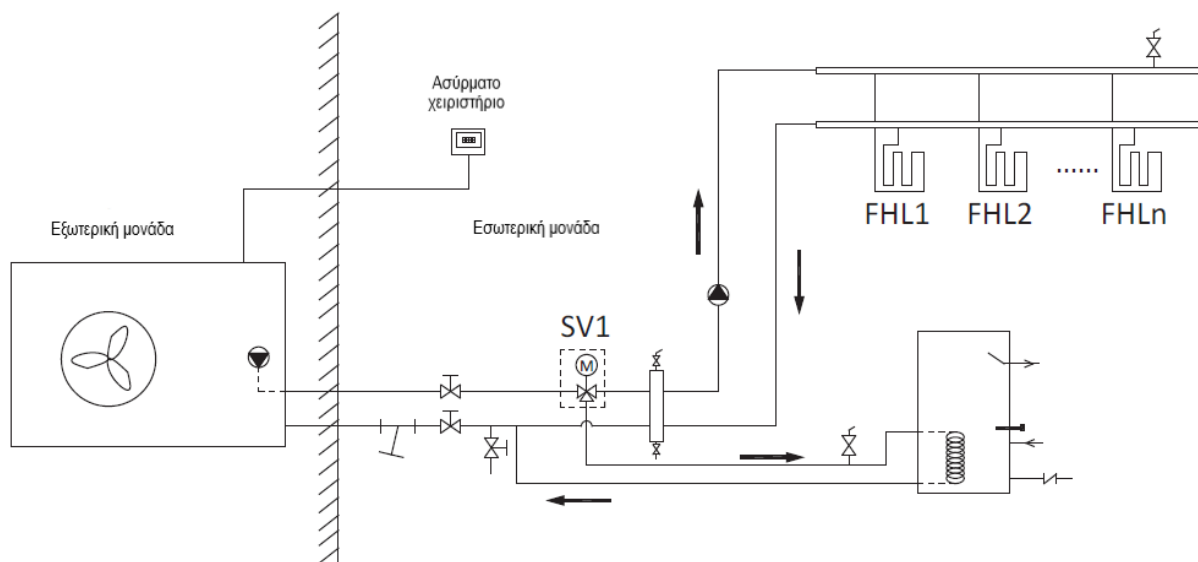 Ασύρματο
χειριστήριο
Εξωτερική μονάδα
Εσωτερική μονάδα
FHL1 FHL2 ...... FHLn
SV1
M